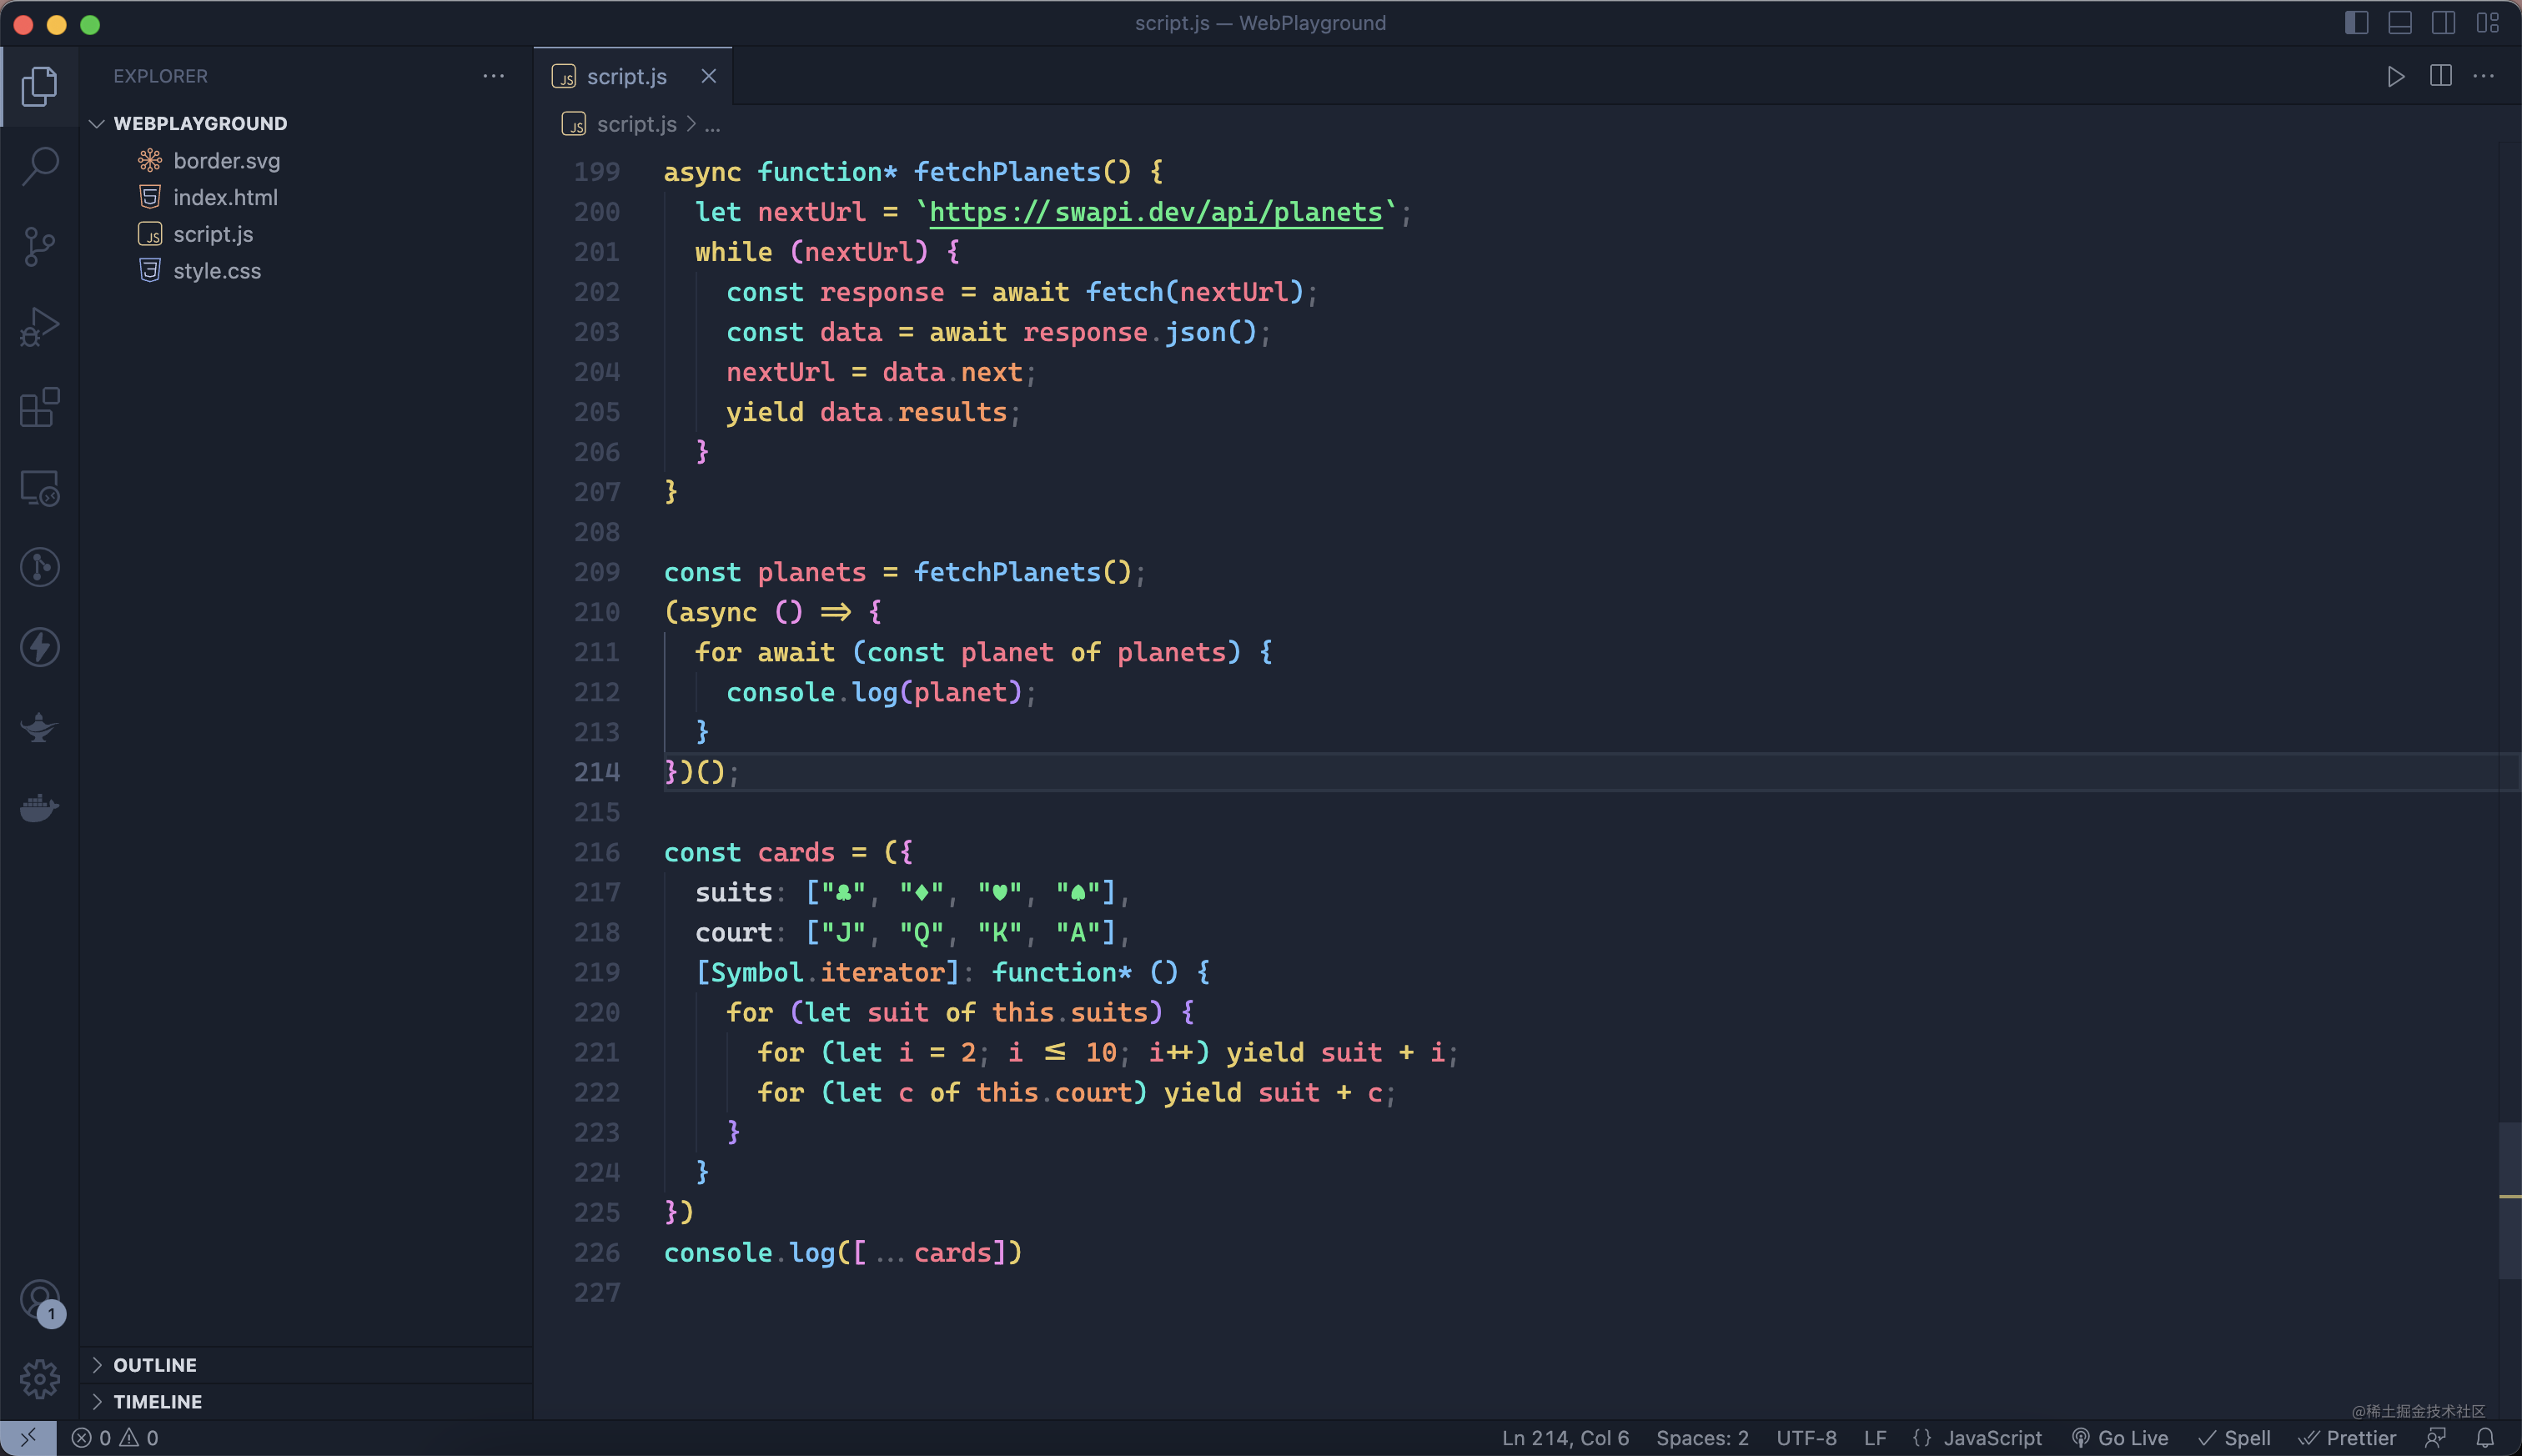 script.js — WebPlayground
EXPLORER
WEBPLAYGROUND
border.svg
index.html
script.js
style.css
OUTLINE
TIMELINE
script.js
script.js > ...
199 async function* fetchPlanets() {
200   let nextUrl = `https://swapi.dev/api/planets`;
201   while (nextUrl) {
202     const response = await fetch(nextUrl);
203     const data = await response.json();
204     nextUrl = data.next;
205     yield data.results;
206   }
207 }
208
209 const planets = fetchPlanets();
210 (async () => {
211   for await (const planet of planets) {
212     console.log(planet);
213   }
214 })();
215
216 const cards = ({
217   suits: ["♣", "♦", "♥", "♠"],
218   court: ["J", "Q", "K", "A"],
219   [Symbol.iterator]: function* () {
220     for (let suit of this.suits) {
221       for (let i = 2; i <= 10; i++) yield suit + i;
222       for (let c of this.court) yield suit + c;
223     }
224   }
225 })
226 console.log([...cards])
227
1
@稀土掘金技术社区
0 0 Ln 214, Col 6 Spaces: 2 UTF-8 LF {} JavaScript Go Live Spell Prettier